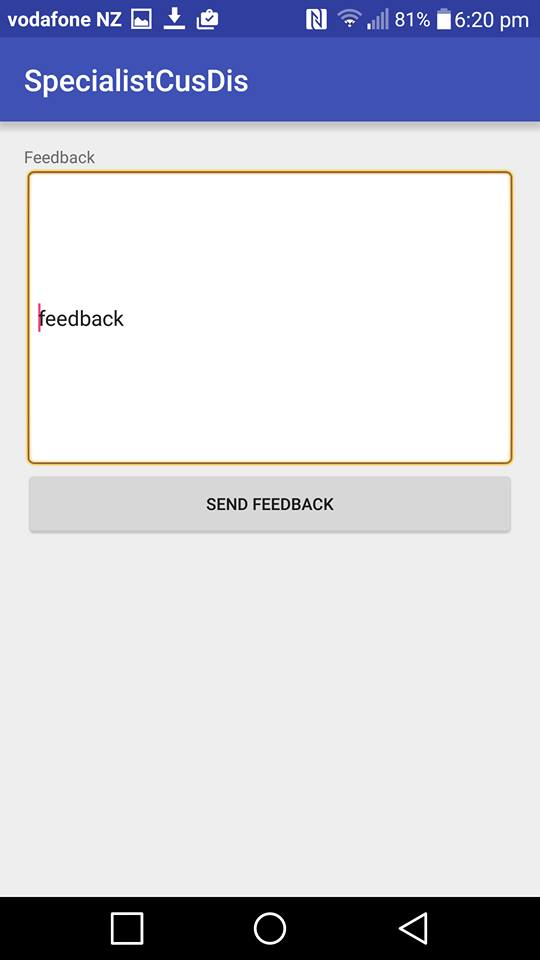 vodafone NZ 81% 6:20 pm
SpecialistCusDis
Feedback
feedback
SEND FEEDBACK